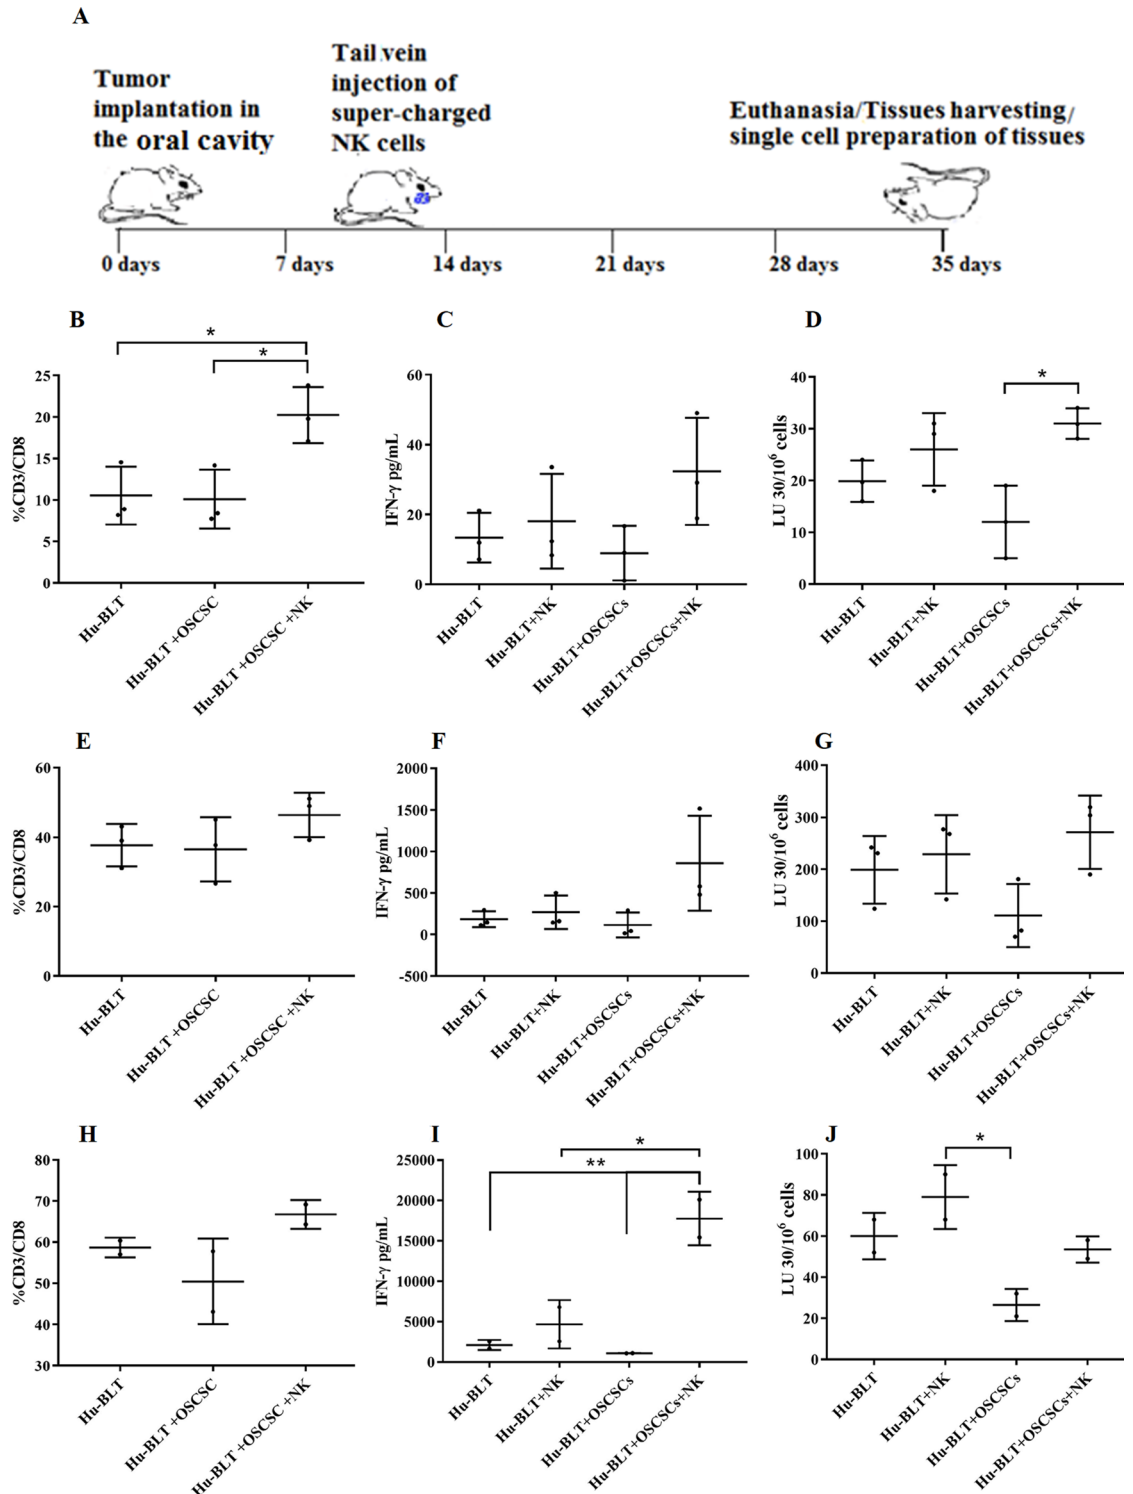 A
Tumor
implantation in
the oral cavity
Tail vein
injection of
super-charged
NK cells
Euthanasia/Tissues harvesting/
single cell preparation of tissues
0 days
7 days
14 days
21 days
28 days
35 days
B
*
*
25
20
15
10
5
0
%CD3/CD8
Hu-BLT
Hu-BLT +OSCSC
Hu-BLT +OSCSC +NK
C
60
40
20
0
IFN-γ pg/mL
Hu-BLT
Hu-BLT+NK
Hu-BLT+OSCSCs
Hu-BLT+OSCSCs+NK
D
*
40
30
20
10
0
LU 30/10⁶ cells
Hu-BLT
Hu-BLT+NK
Hu-BLT+OSCSCs
Hu-BLT+OSCSCs+NK
E
60
40
20
0
%CD3/CD8
Hu-BLT
Hu-BLT +OSCSC
Hu-BLT +OSCSC +NK
F
2000
1500
1000
500
0
-500
IFN-γ pg/mL
Hu-BLT
Hu-BLT+NK
Hu-BLT+OSCSCs
Hu-BLT+OSCSCs+NK
G
400
300
200
100
0
LU 30/10⁶ cells
Hu-BLT
Hu-BLT+NK
Hu-BLT+OSCSCs
Hu-BLT+OSCSCs+NK
H
80
70
60
50
40
30
%CD3/CD8
Hu-BLT
Hu-BLT +OSCSC
Hu-BLT +OSCSC +NK
I
*
**
25000
20000
15000
10000
5000
0
IFN-γ pg/mL
Hu-BLT
Hu-BLT+NK
Hu-BLT+OSCSCs
Hu-BLT+OSCSCs+NK
J
*
100
80
60
40
20
0
LU 30/10⁶ cells
Hu-BLT
Hu-BLT+NK
Hu-BLT+OSCSCs
Hu-BLT+OSCSCs+NK